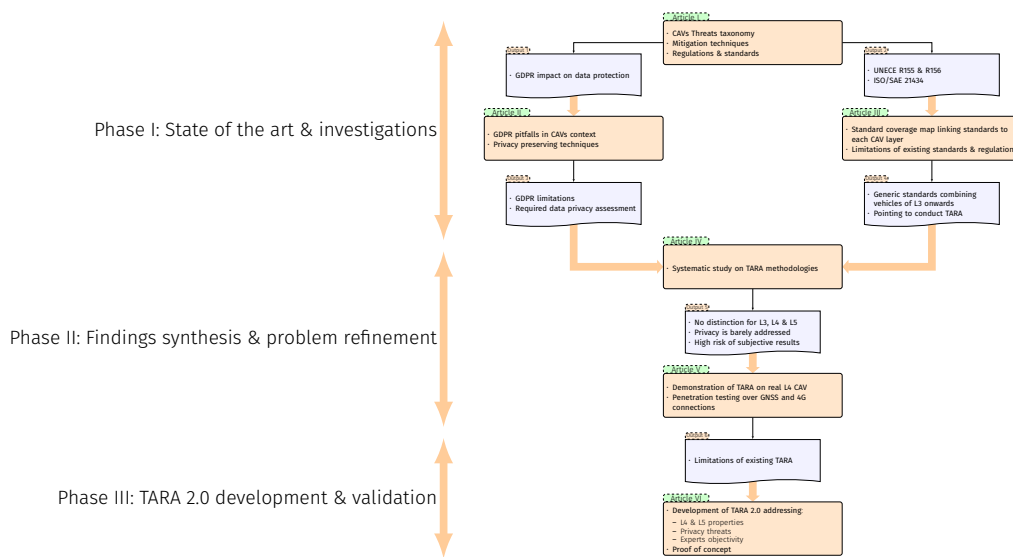 Article I
· CAVs Threats taxonomy
· Mitigation techniques
· Regulations & standards
Output 1
· GDPR impact on data protection
Output 2
· UNECE R155 & R156
· ISO/SAE 21434
Phase I: State of the art & investigations
Article II
· GDPR pitfalls in CAVs context
· Privacy preserving techniques
Article III
· Standard coverage map linking standards to
each CAV layer
· Limitations of existing standards & regulation
· GDPR limitations
· Required data privacy assessment
· Generic standards combining
vehicles of L3 onwards
· Pointing to conduct TARA
Article IV
· Systematic study on TARA methodologies
Phase II: Findings synthesis & problem refinement
· No distinction for L3, L4 & L5
· Privacy is barely addressed
· High risk of subjective results
Article V
· Demonstration of TARA on real L4 CAV
· Penetration testing over GNSS and 4G
connections
Phase III: TARA 2.0 development & validation
· Limitations of existing TARA
Article VI
· Development of TARA 2.0 addressing:
– L4 & L5 properties
– Privacy threats
– Experts objectivity
· Proof of concept